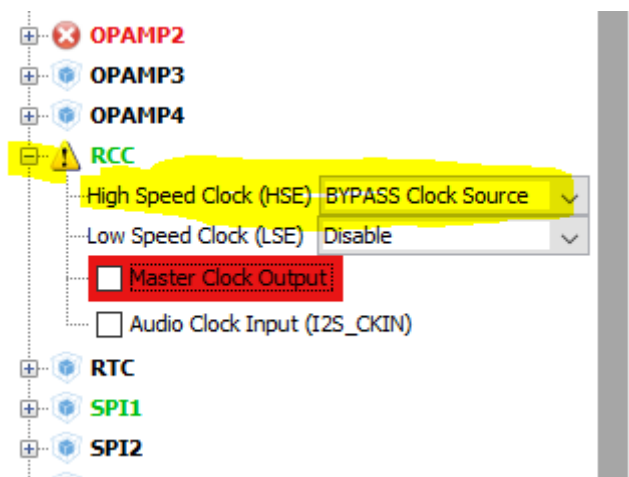 OPAMP2
OPAMP3
OPAMP4
RCC
High Speed Clock (HSE) BYPASS Clock Source
Low Speed Clock (LSE) Disable
Master Clock Output
Audio Clock Input (I2S_CKIN)
RTC
SPI1
SPI2